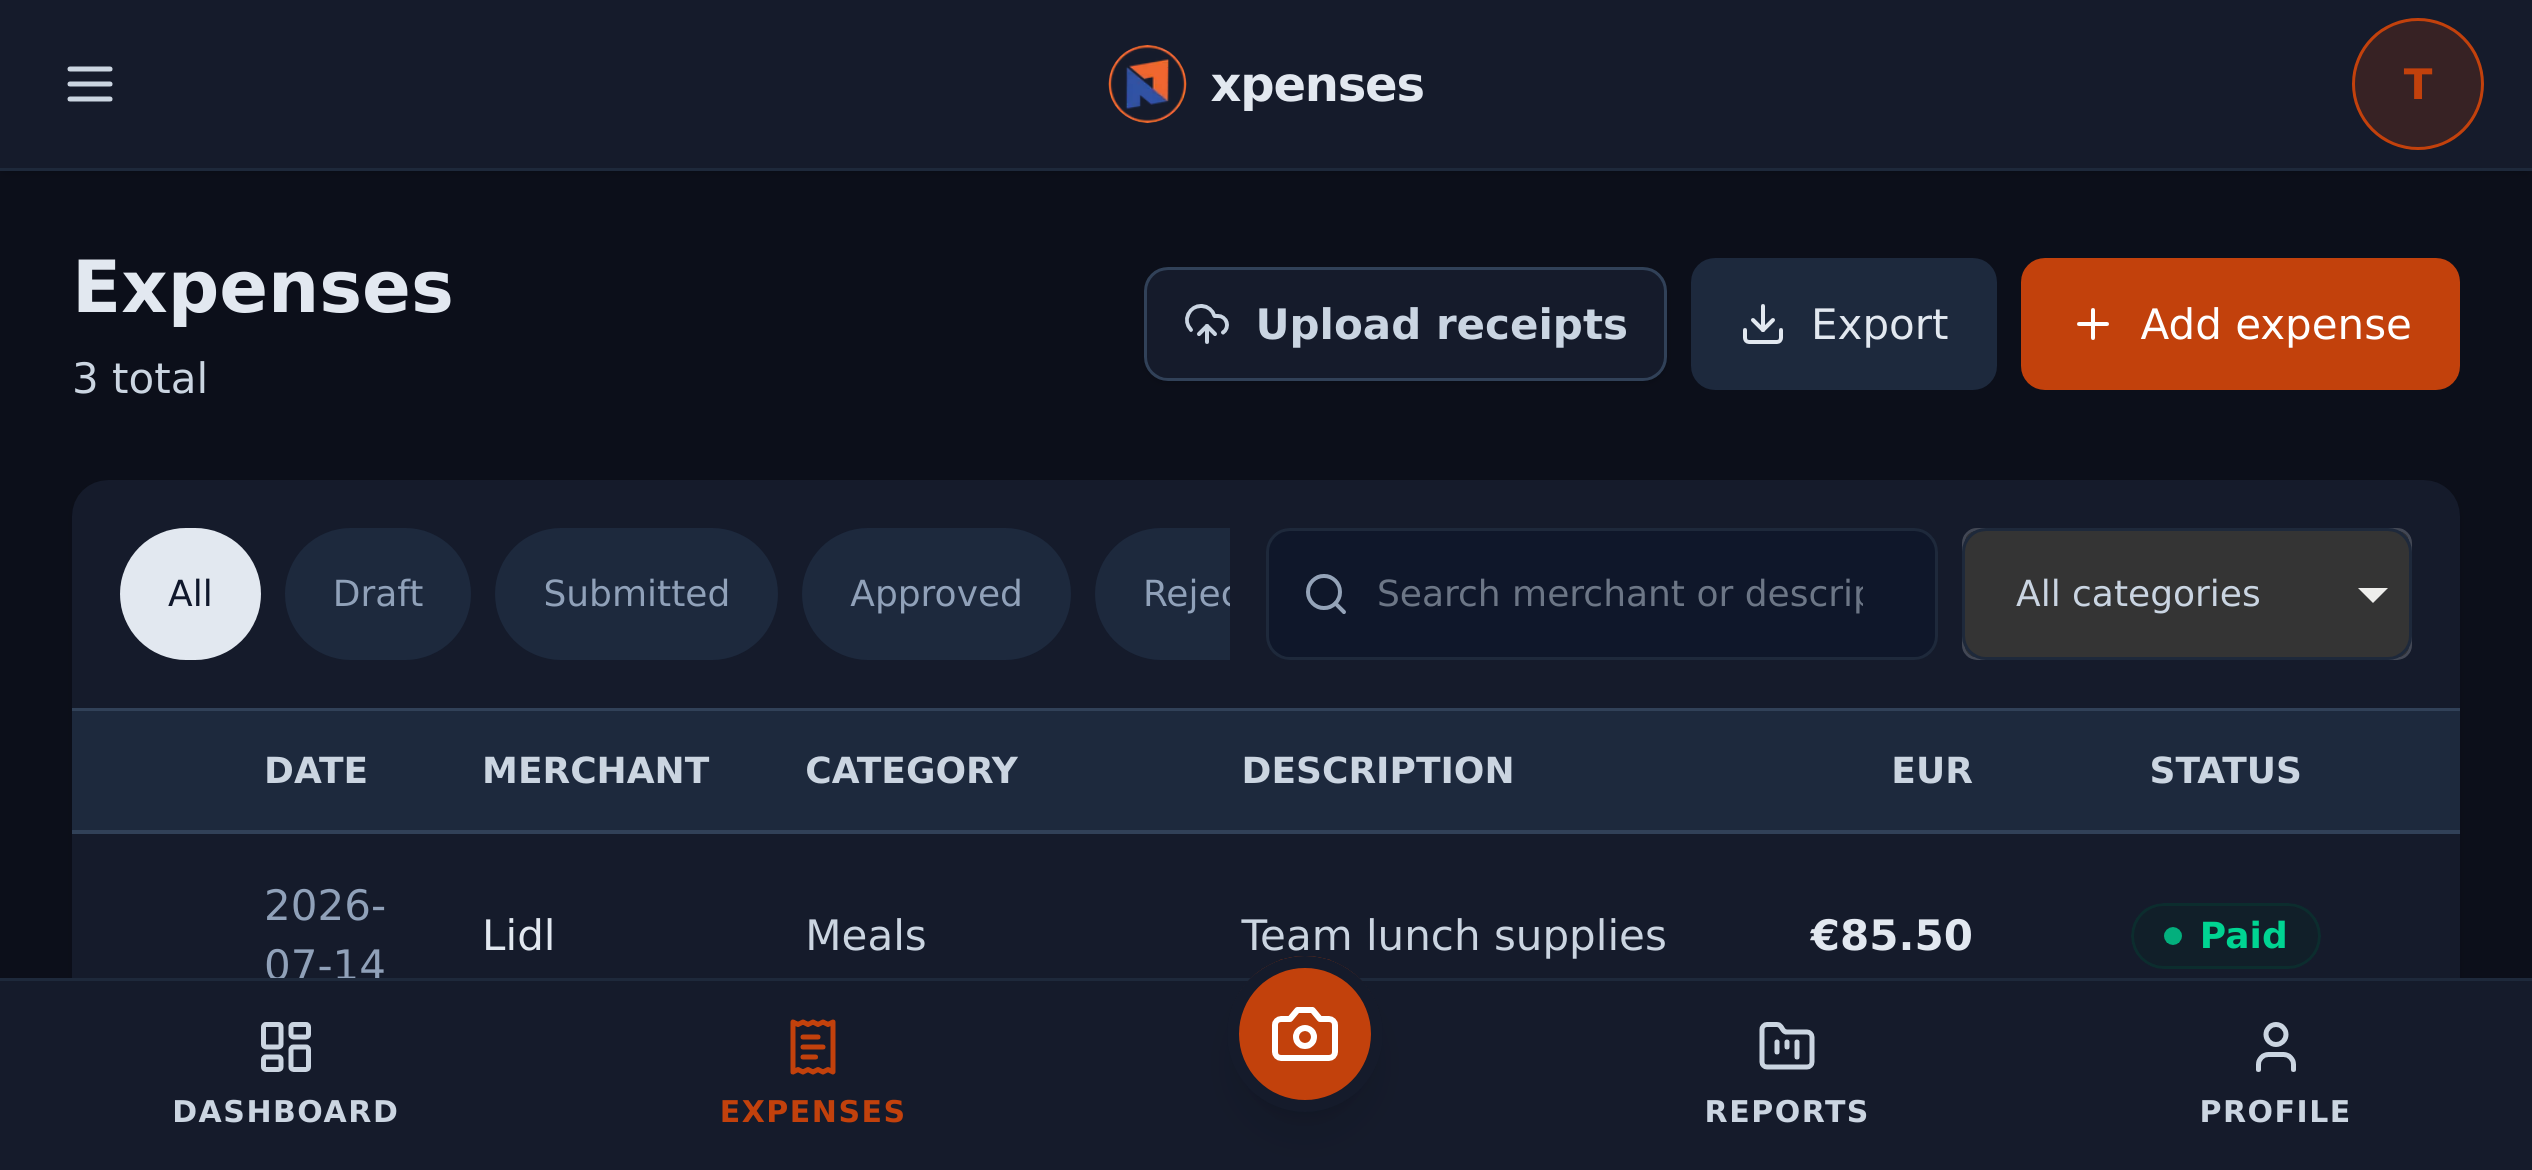 xpenses
T
Expenses
3 total
Upload receipts
Export
Add expense
All
Draft
Submitted
Approved
Rejec
Search merchant or descrip
All categories
DATE MERCHANT CATEGORY DESCRIPTION EUR STATUS
2026-
07-14
Lidl
Meals
Team lunch supplies
€85.50
Paid
DASHBOARD
EXPENSES
REPORTS
PROFILE